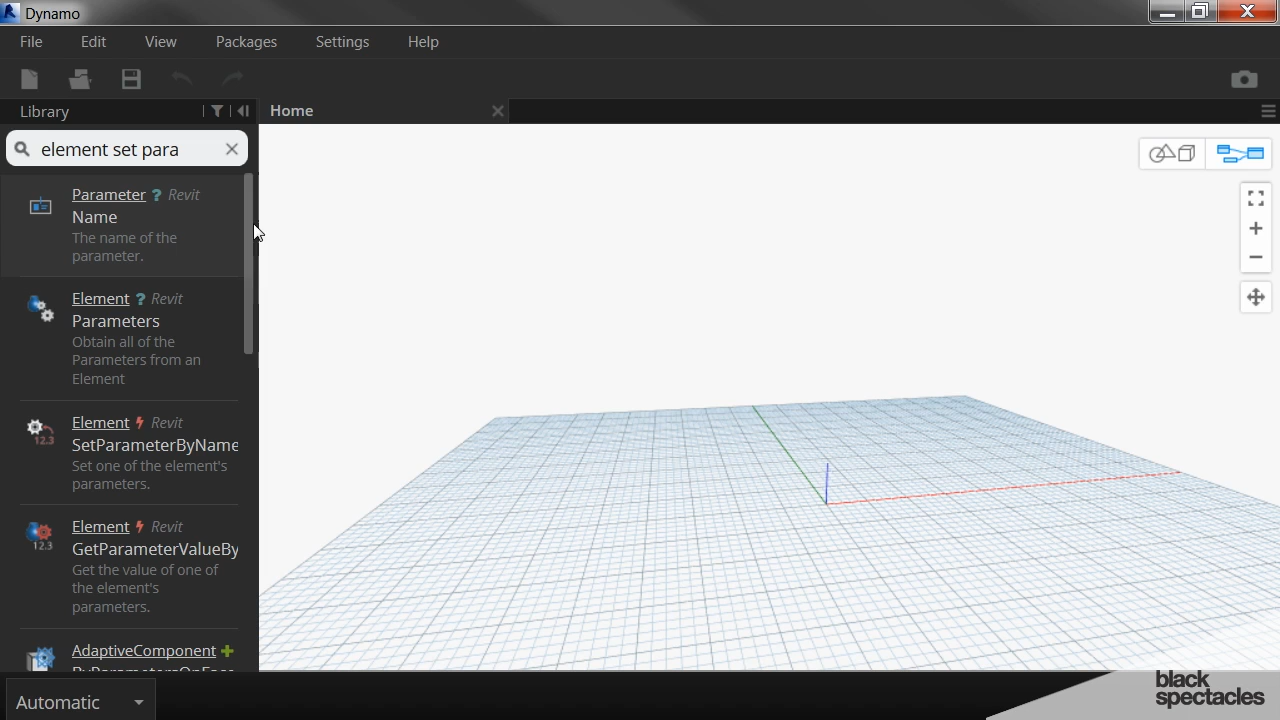 Dynamo
File Edit View Packages Settings Help
Library
Home
element set para
Parameter ? Revit
Name
The name of the
parameter.
Element ? Revit
Parameters
Obtain all of the
Parameters from an
Element
Element Revit
SetParameterByName
Set one of the element's
parameters.
Element Revit
GetParameterValueBy
Get the value of one of
the element's
parameters.
AdaptiveComponent
Automatic
black
spectacles